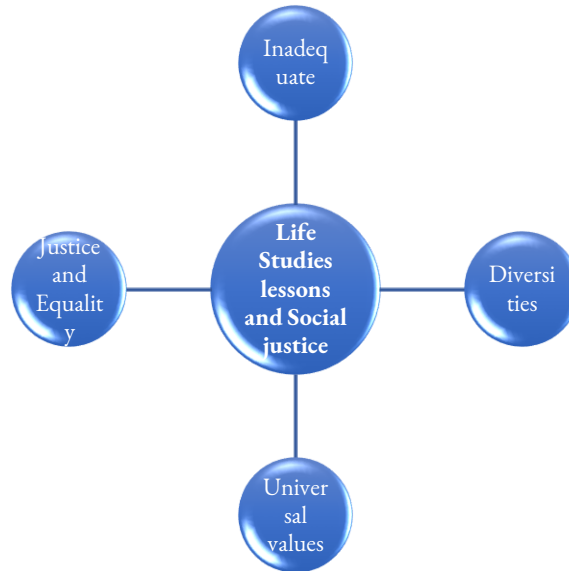 Inadeq
uate
Justice
and
Equalit
y
Life
Studies
lessons
and Social
justice
Diversi
ties
Univer
sal
values